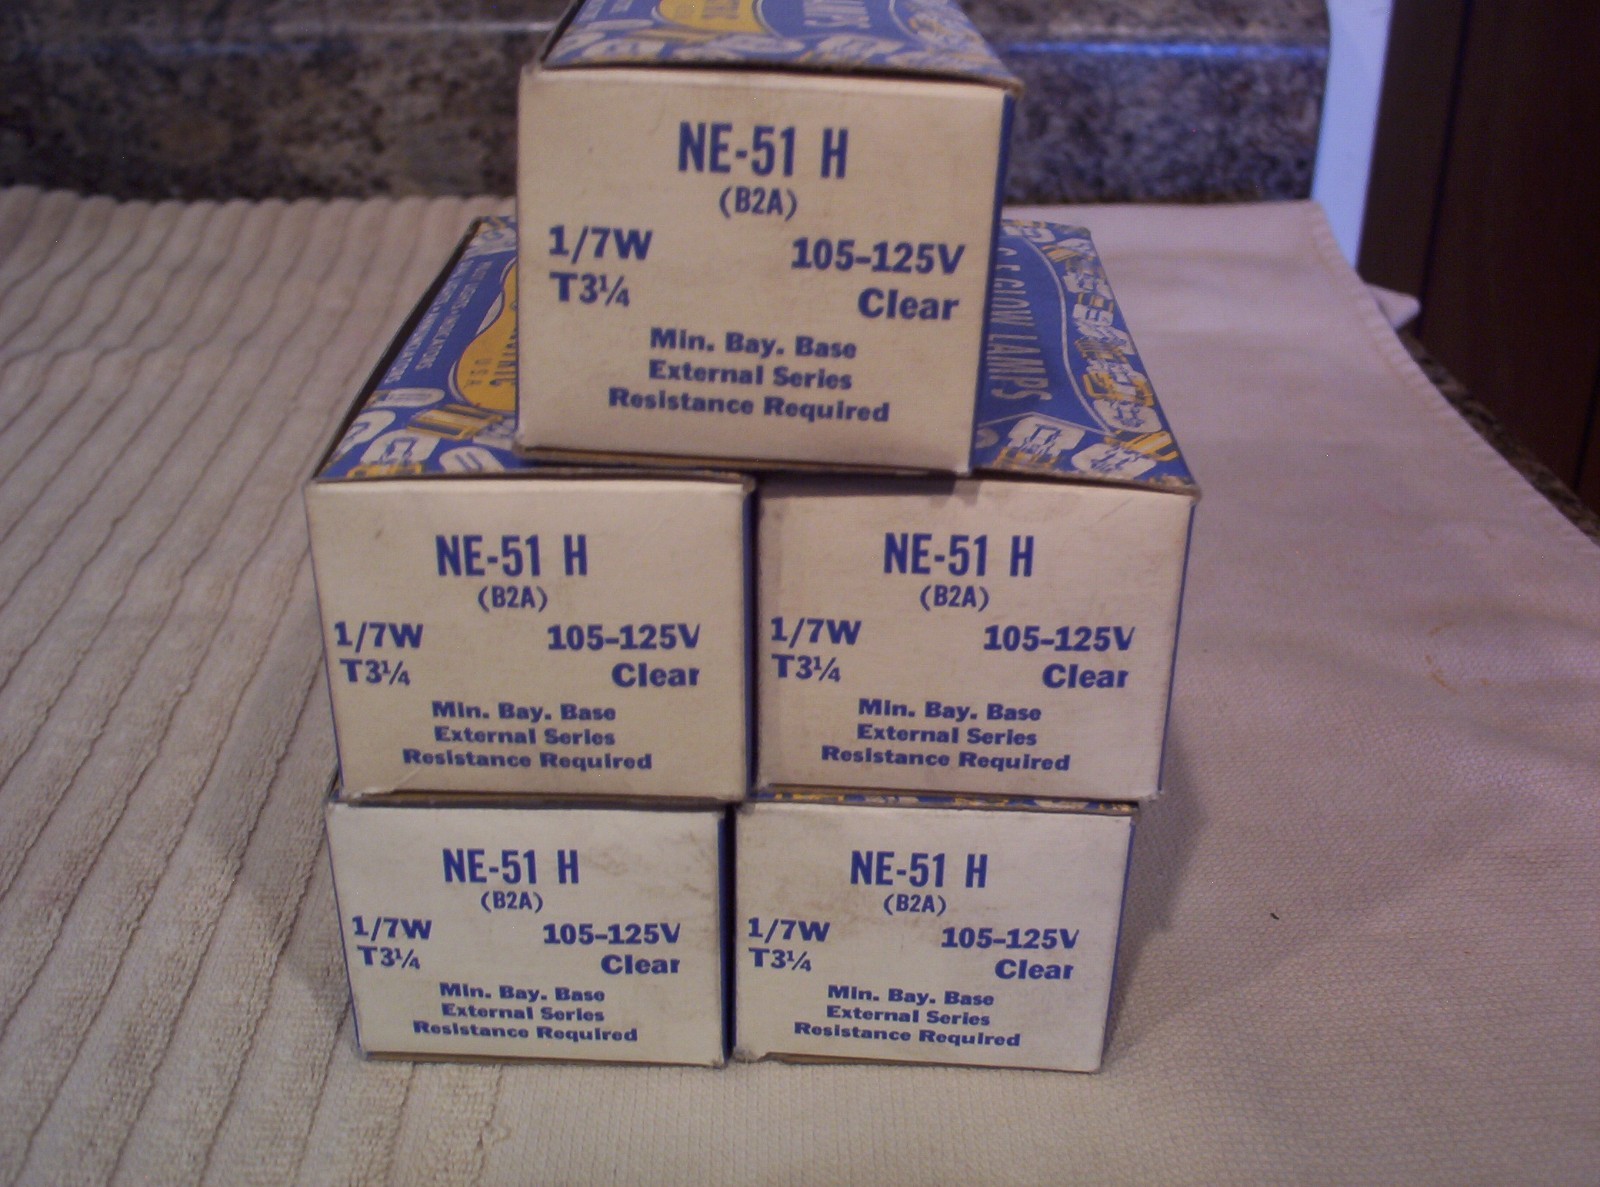 LAMPS
NE-51 H
(B2A)
1/7W 105-125V
T3¼ Clear
Min. Bay. Base
External Series
Resistance Required
GLOW LAMPS
INDICATORS
U.S.A.
NE-51 H
(B2A)
1/7W 105-125V
T3¼ Clear
Min. Bay. Base
External Series
Resistance Required
NE-51 H
(B2A)
1/7W 105-125V
T3¼ Clear
Min. Bay. Base
External Series
Resistance Required
NE-51 H
(B2A)
1/7W 105-125V
T3¼ Clear
Min. Bay. Base
External Series
Resistance Required
NE-51 H
(B2A)
1/7W 105-125V
T3¼ Clear
Min. Bay. Base
External Series
Resistance Required